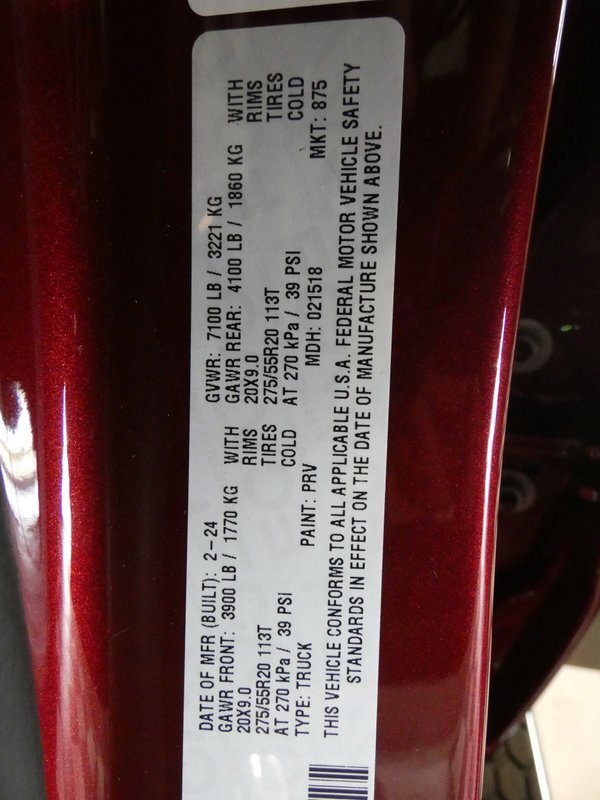 DATE OF MFR (BUILT): 2-24 GVWR: 7100 LB / 3221 KG
GAWR FRONT: 3900 LB / 1770 KG WITH GAWR REAR: 4100 LB / 1860 KG WITH
20X9.0 RIMS 20X9.0 RIMS
275/55R20 113T TIRES 275/55R20 113T TIRES
AT 270 kPa / 39 PSI COLD AT 270 kPa / 39 PSI COLD
TYPE: TRUCK PAINT: PRV MDH: 021518 MKT: 875
THIS VEHICLE CONFORMS TO ALL APPLICABLE U.S.A. FEDERAL MOTOR VEHICLE SAFETY
STANDARDS IN EFFECT ON THE DATE OF MANUFACTURE SHOWN ABOVE.